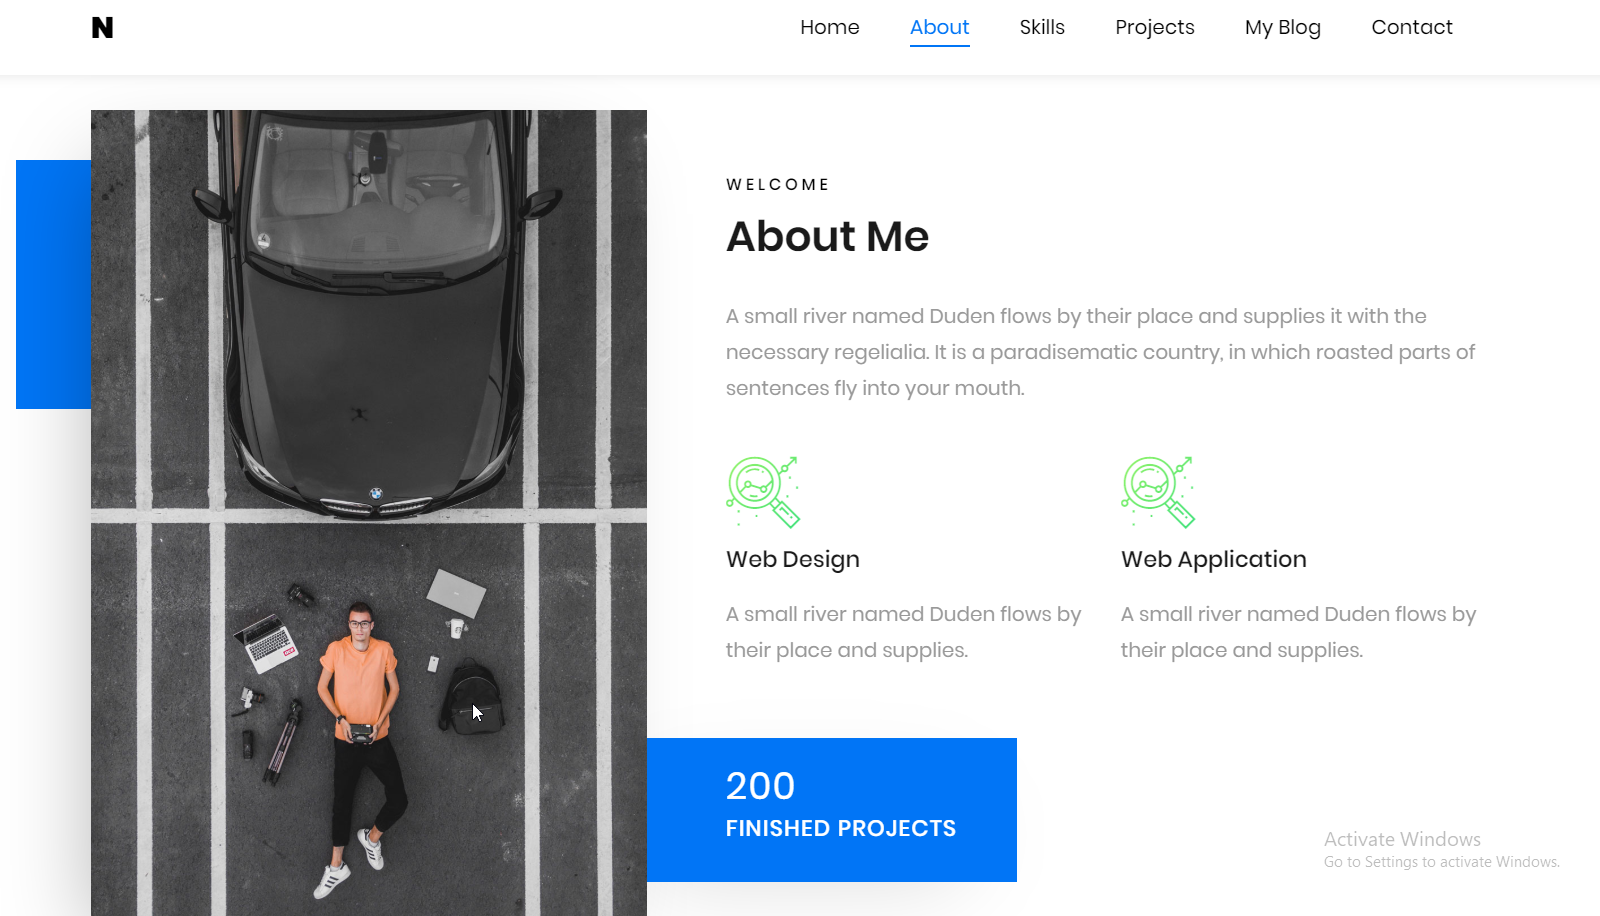 N
Home About Skills Projects My Blog Contact
WELCOME
About Me
A small river named Duden flows by their place and supplies it with the
necessary regelialia. It is a paradisematic country, in which roasted parts of
sentences fly into your mouth.
Web Design
A small river named Duden flows by
their place and supplies.
Web Application
A small river named Duden flows by
their place and supplies.
200
FINISHED PROJECTS
Activate Windows
Go to Settings to activate Windows.